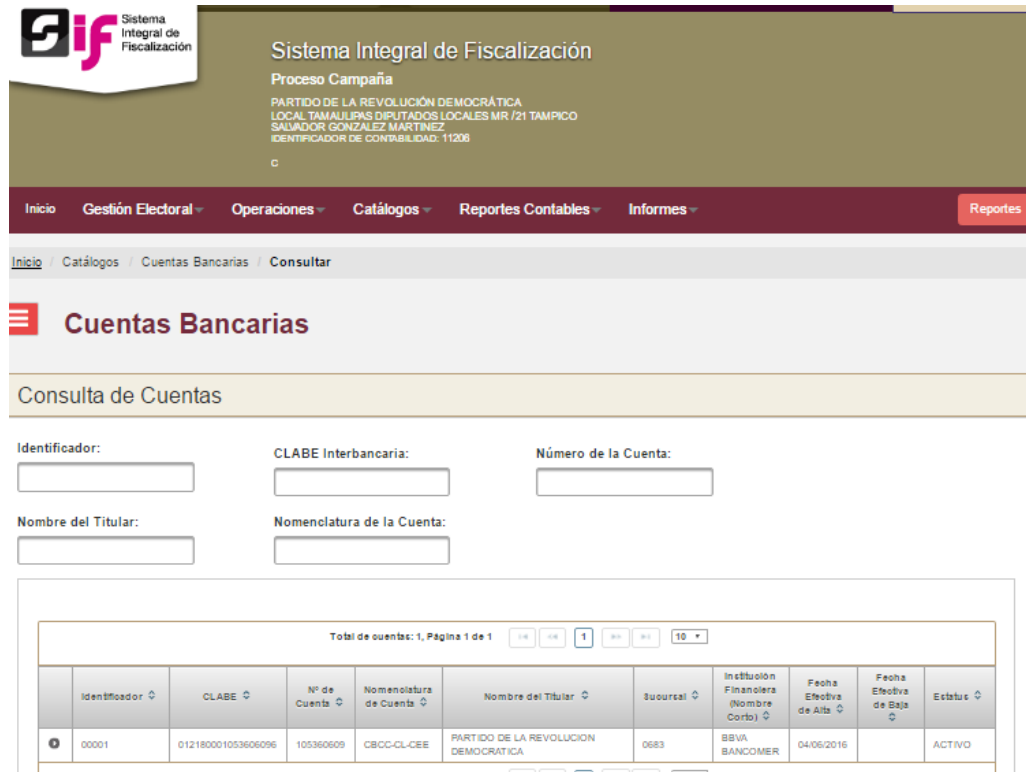 Sistema
Integral de
Fiscalización
Sistema Integral de Fiscalización
Proceso Campaña
PARTIDO DE LA REVOLUCIÓN DEMOCRÁTICA
LOCAL TAMAULIPAS DIPUTADOS LOCALES MR /21 TAMPICO
SALVADOR GONZALEZ MARTINEZ
IDENTIFICADOR DE CONTABILIDAD: 11206
C
Inicio Gestión Electoral Operaciones Catálogos Reportes Contables Informes Reportes
Inicio / Catálogos / Cuentas Bancarias / Consultar
Cuentas Bancarias
Consulta de Cuentas
Identificador: CLABE Interbancaria: Número de la Cuenta:
Nombre del Titular: Nomenclatura de la Cuenta:
Total de cuentas: 1, Página 1 de 1 1 10
Identificador CLABE Nº de Cuenta Nomenclatura de Cuenta Nombre del Titular Sucursal Institución Financiera (Nombre Corto) Fecha Efectiva de Alta Fecha Efectiva de Baja Estatus
00001 012180001053606096 105360609 CBCC-CL-CEE PARTIDO DE LA REVOLUCION DEMOCRATICA 0683 BBVA BANCOMER 04/06/2016 ACTIVO